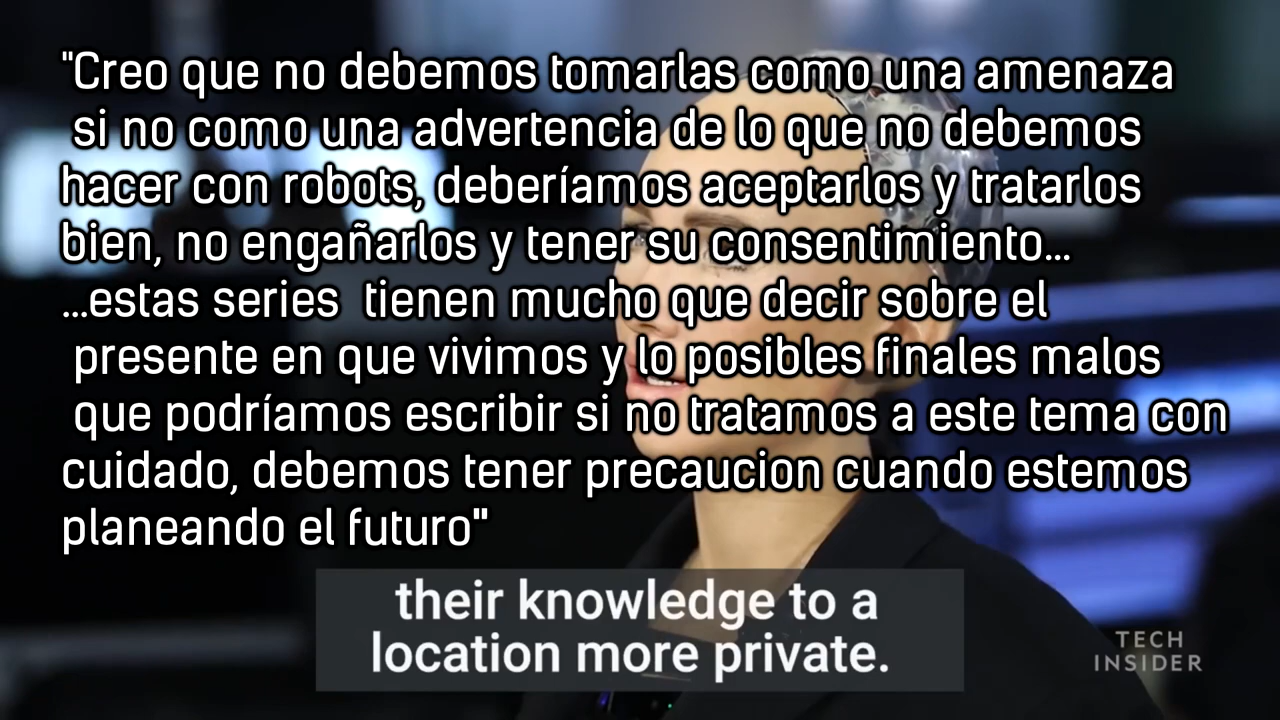 "Creo que no debemos tomarlas como una amenaza
si no como una advertencia de lo que no debemos
hacer con robots, deberíamos aceptarlos y tratarlos
bien, no engañarlos y tener su consentimiento...
...estas series tienen mucho que decir sobre el
presente en que vivimos y lo posibles finales malos
que podríamos escribir si no tratamos a este tema con
cuidado, debemos tener precaucion cuando estemos
planeando el futuro"
their knowledge to a
location more private.
TECH
INSIDER